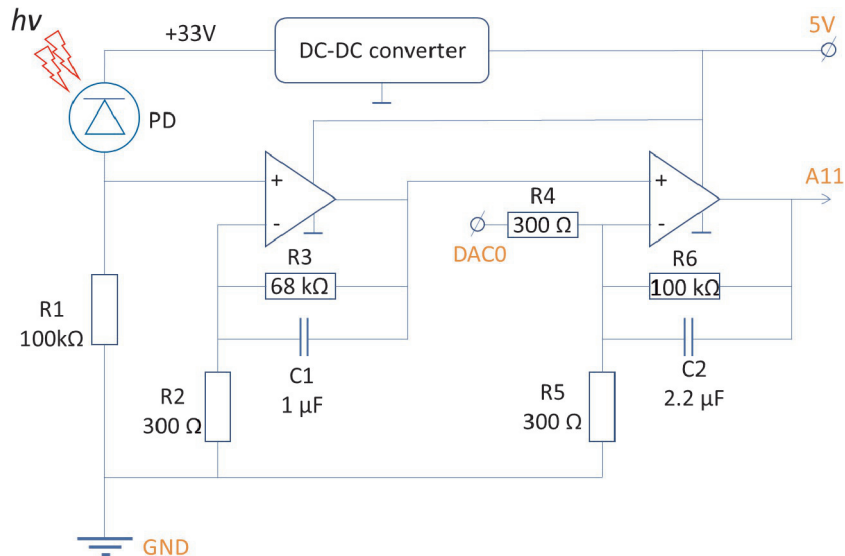 hν
+33V
DC-DC converter
5V
PD
+
-
+
-
A11
R4
300 Ω
DAC0
R3
68 kΩ
R6
100 kΩ
R1
100kΩ
C1
1 μF
C2
2.2 μF
R2
300 Ω
R5
300 Ω
GND